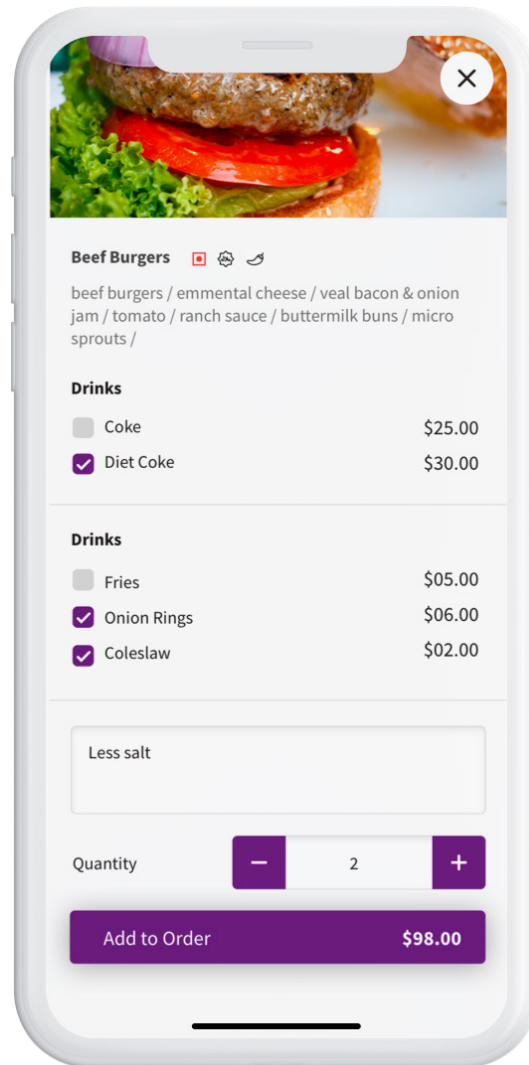 Beef Burgers
beef burgers / emmental cheese / veal bacon & onion
jam / tomato / ranch sauce / buttermilk buns / micro
sprouts /
Drinks
Coke $25.00
Diet Coke $30.00
Drinks
Fries $05.00
Onion Rings $06.00
Coleslaw $02.00
Less salt
Quantity 2
Add to Order $98.00